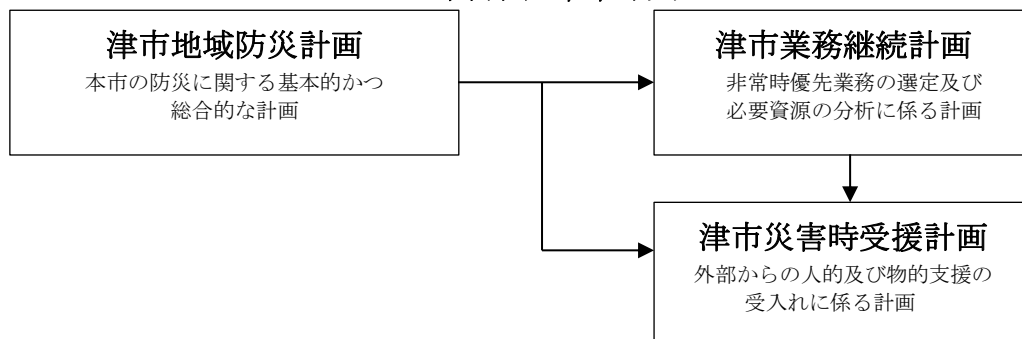 津市地域防災計画
本市の防災に関する基本的かつ
総合的な計画
津市業務継続計画
非常時優先業務の選定及び
必要資源の分析に係る計画
津市災害時受援計画
外部からの人的及び物的支援の
受入れに係る計画